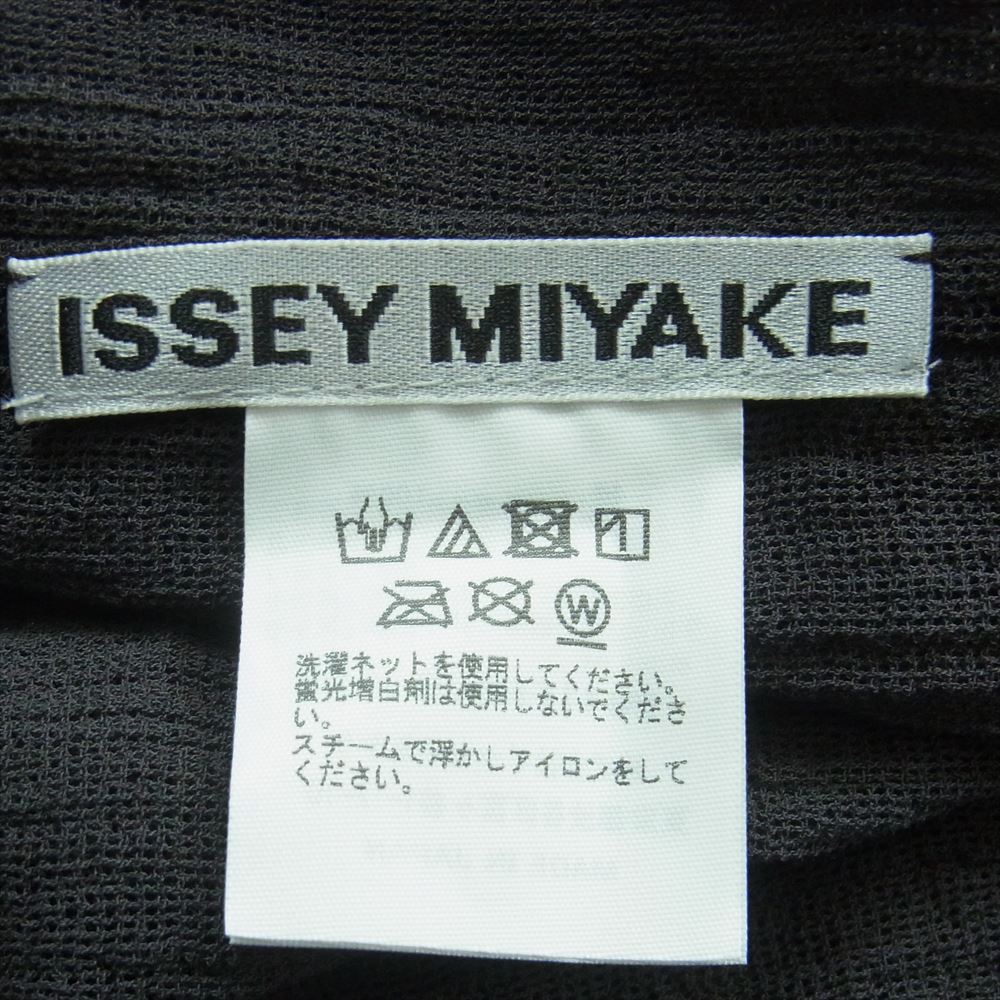 ISSEY MIYAKE
W
洗濯ネットを使用してください。
蛍光増白剤は使用しないでくださ
い。
スチームで浮かしアイロンをして
ください。